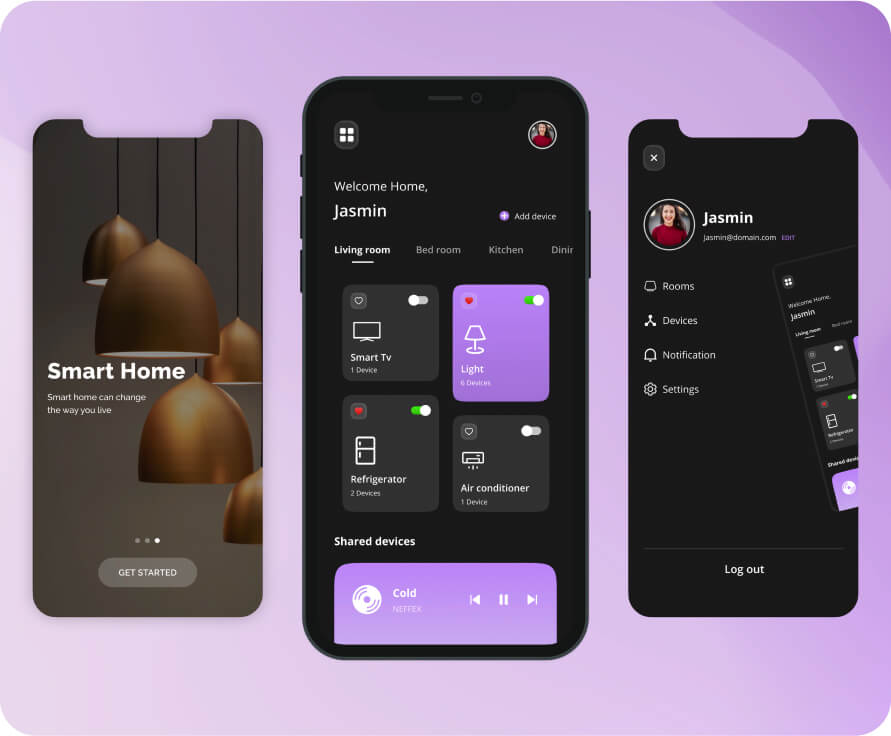 Smart Home
Smart home can change
the way you live
GET STARTED
Welcome Home,
Jasmin
Add device
Living room
Bed room
Kitchen
Dinin
Smart Tv
1 Device
Light
6 Devices
Refrigerator
2 Devices
Air conditioner
1 Device
Shared devices
Cold
NEFFEX
Jasmin
Jasmin@domain.com EDIT
Rooms
Devices
Notification
Settings
Welcome Home,
Jasmin
Living room
Bed room
Smart Tv
1 Device
Refrigerator
2 Devices
Shared devic
Log out